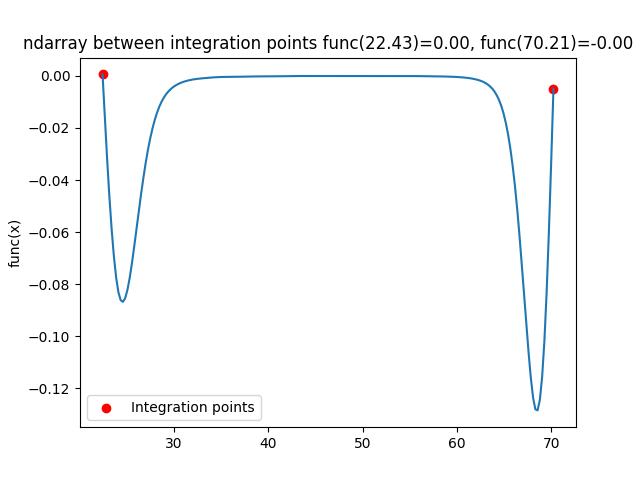 ndarray between integration points func(22.43)=0.00, func(70.21)=-0.00
0.00
−0.02
−0.04
−0.06
−0.08
−0.10
−0.12
func(x)
Integration points
30 40 50 60 70